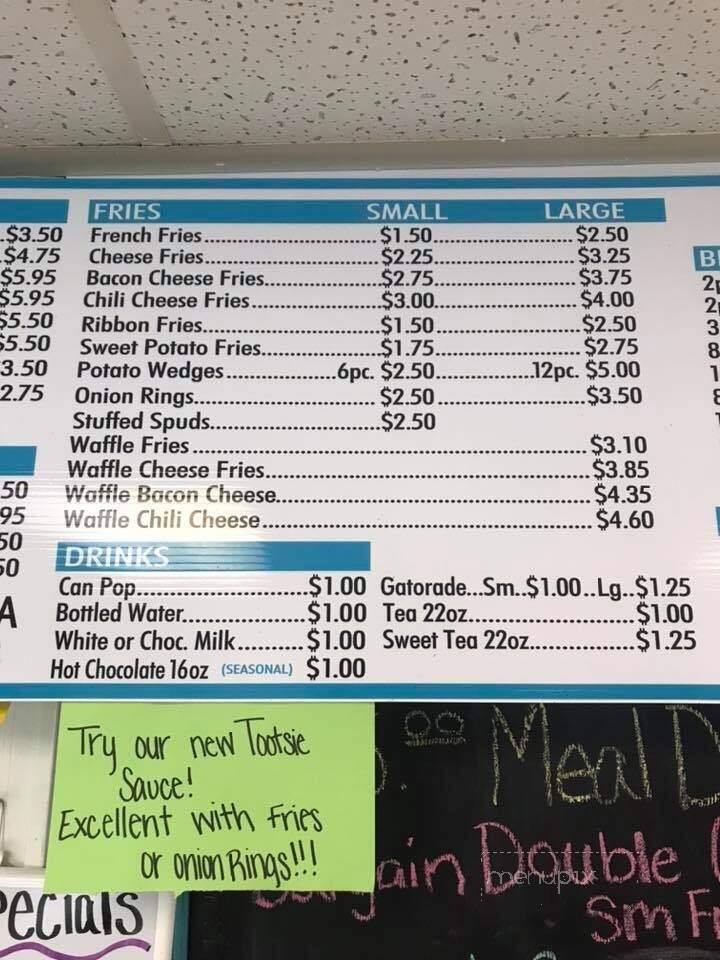 FRIES SMALL LARGE
$3.50 French Fries $1.50 $2.50
$4.75 Cheese Fries $2.25 $3.25
$5.95 Bacon Cheese Fries $2.75 $3.75
$5.95 Chili Cheese Fries $3.00 $4.00
$5.50 Ribbon Fries $1.50 $2.50
$5.50 Sweet Potato Fries $1.75 $2.75
3.50 Potato Wedges 6pc. $2.50 12pc. $5.00
2.75 Onion Rings $2.50 $3.50
Stuffed Spuds $2.50
Waffle Fries $3.10
Waffle Cheese Fries $3.85
50 Waffle Bacon Cheese $4.35
95 Waffle Chili Cheese $4.60
50
50
DRINKS
Can Pop $1.00 Gatorade...Sm..$1.00..Lg..$1.25
A Bottled Water $1.00 Tea 22oz $1.00
White or Choc. Milk $1.00 Sweet Tea 22oz $1.25
Hot Chocolate 16oz (SEASONAL) $1.00
Try our new Tootsie
Sauce!
Excellent with Fries
or onion Rings!!!
Meal D
gain Double
Sm F
pecials
menupix